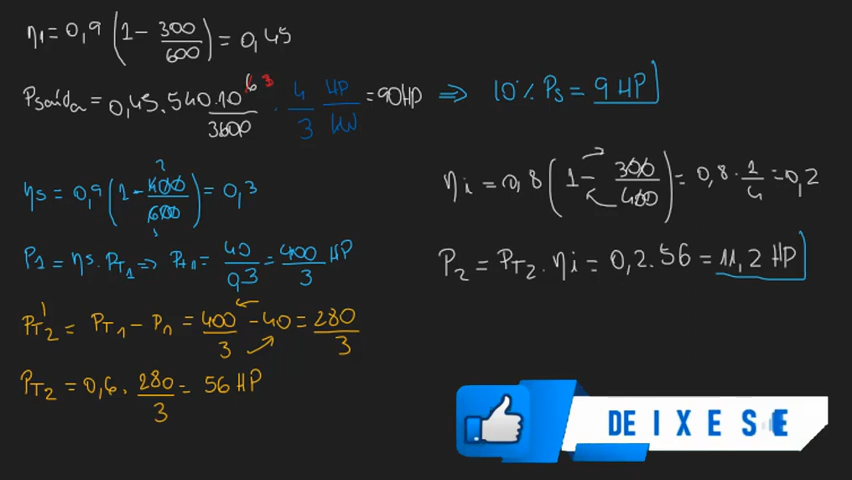 η1 = 0,9 (1 - 300/600) = 0,45
Psaída = 0,45.540.10^6 3/3600 . 4/3 HP/kW = 90HP ⇒ 10% Ps = 9 HP
ηs = 0,9 (1 - 400/600) = 0,3
2
3
ηi = 0,8 (1 - 300/400) = 0,8 . 1/4 = 0,2
P1 = ηs. PT1 ⇒ PT1 = 40/0,3 = 400/3 HP
P2 = PT2 . ηi = 0,2 . 56 = 11,2 HP
PT2' = PT1 - P1 = 400/3 - 40 = 280/3
PT2 = 0,6 . 280/3 = 56 HP
DEIXE SE